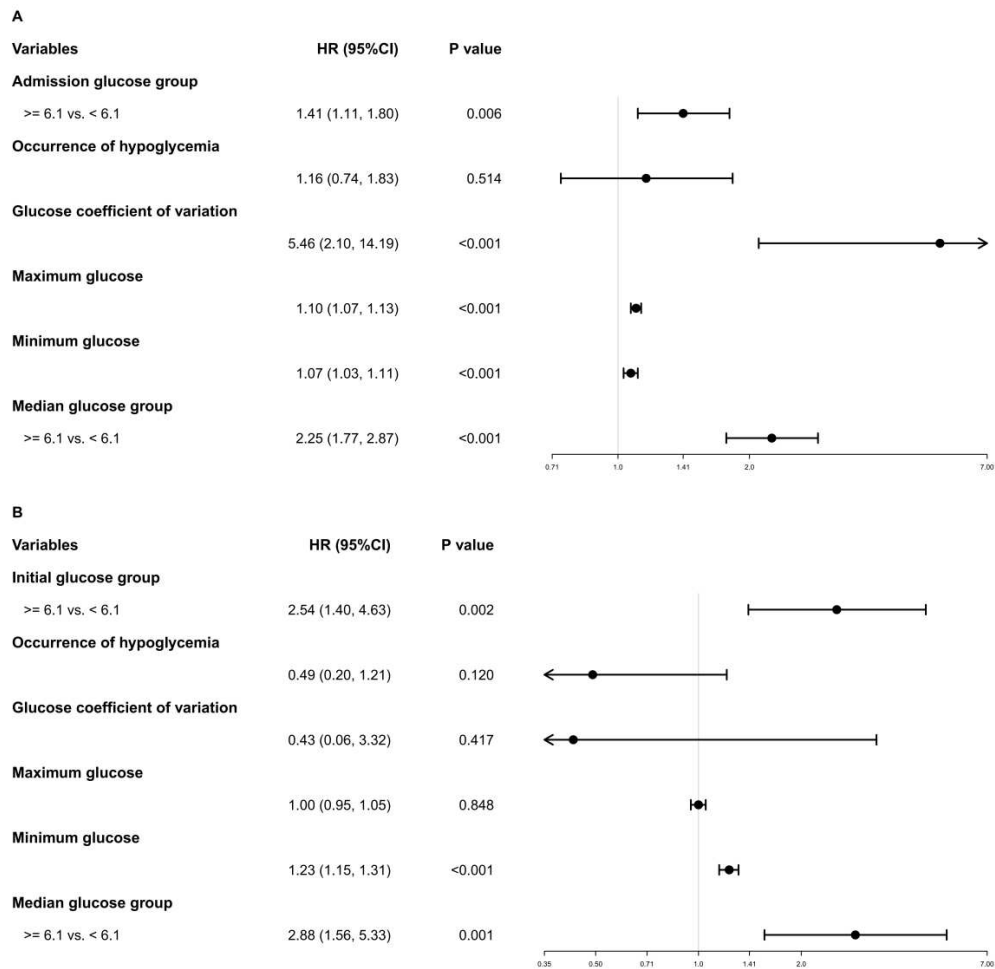 A
Variables HR (95%CI) P value
Admission glucose group
>= 6.1 vs. < 6.1 1.41 (1.11, 1.80) 0.006
Occurrence of hypoglycemia
1.16 (0.74, 1.83) 0.514
Glucose coefficient of variation
5.46 (2.10, 14.19) <0.001
Maximum glucose
1.10 (1.07, 1.13) <0.001
Minimum glucose
1.07 (1.03, 1.11) <0.001
Median glucose group
>= 6.1 vs. < 6.1 2.25 (1.77, 2.87) <0.001
0.71 1.0 1.41 2.0 7.00
B
Variables HR (95%CI) P value
Initial glucose group
>= 6.1 vs. < 6.1 2.54 (1.40, 4.63) 0.002
Occurrence of hypoglycemia
0.49 (0.20, 1.21) 0.120
Glucose coefficient of variation
0.43 (0.06, 3.32) 0.417
Maximum glucose
1.00 (0.95, 1.05) 0.848
Minimum glucose
1.23 (1.15, 1.31) <0.001
Median glucose group
>= 6.1 vs. < 6.1 2.88 (1.56, 5.33) 0.001
0.35 0.50 0.71 1.0 1.41 2.0 7.00